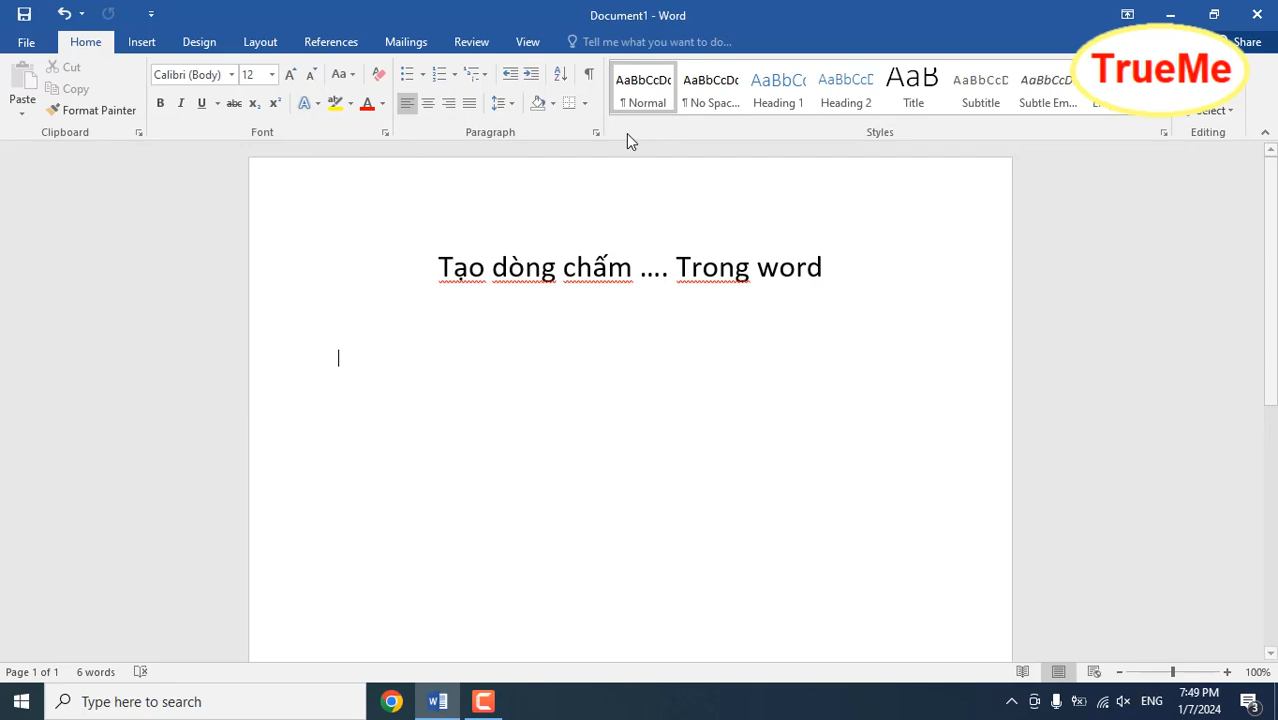 Document1 - Word
File Home Insert Design Layout References Mailings Review View Tell me what you want to do... Share
TrueMe
Paste
Cut
Copy
Format Painter
Clipboard
Calibri (Body) 12
Font
Paragraph
AaBbCcDc AaBbCcDc AaBbCc AaBbCcD AaB AaBbCcD AaBbCcDc
¶ Normal ¶ No Spac... Heading 1 Heading 2 Title Subtitle Subtle Em...
Styles
Select
Editing
Tạo dòng chấm .... Trong word
Page 1 of 1 6 words 100%
Type here to search
ENG
7:49 PM
1/7/2024
3